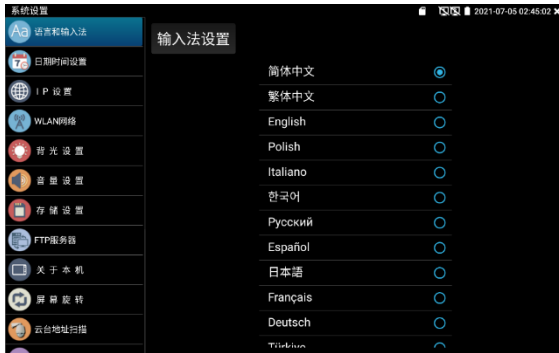 系统设置
2021-07-05 02:45:02
语言和输入法
日期时间设置
IP 设置
WLAN网络
背光设置
音量设置
存储设置
FTP服务器
关于本机
屏幕旋转
云台地址扫描
输入法设置
简体中文
繁体中文
English
Polish
Italiano
한국어
Русский
Español
日本語
Français
Deutsch
Türkiye